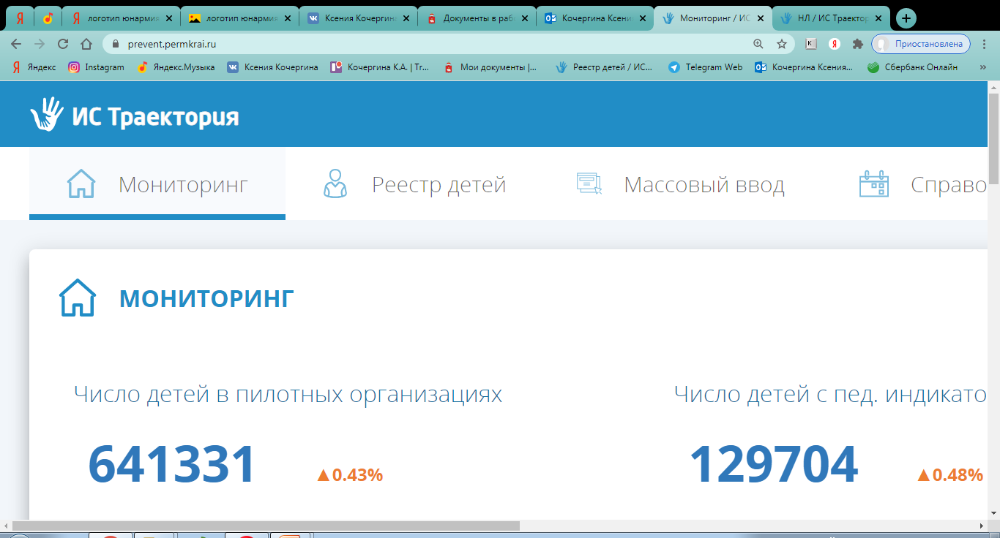 Я
Я логотип юнармия
логотип юнармия
Ксения Кочергина
Документы в раб
Кочергина Ксени
Мониторинг / ИС
НЛ / ИС Траектор
prevent.permkrai.ru
K Я Приостановлена
Я Яндекс
Instagram
Яндекс.Музыка
Ксения Кочергина
Кочергина К.А. | Tr...
Мои документы |...
Реестр детей / ИС...
Telegram Web
Кочергина Ксения...
Сбербанк Онлайн
»
ИС Траектория
Мониторинг
Реестр детей
Массовый ввод
Справо
МОНИТОРИНГ
Число детей в пилотных организациях
641331 ▲0.43%
Число детей с пед. индикато
129704 ▲0.48%